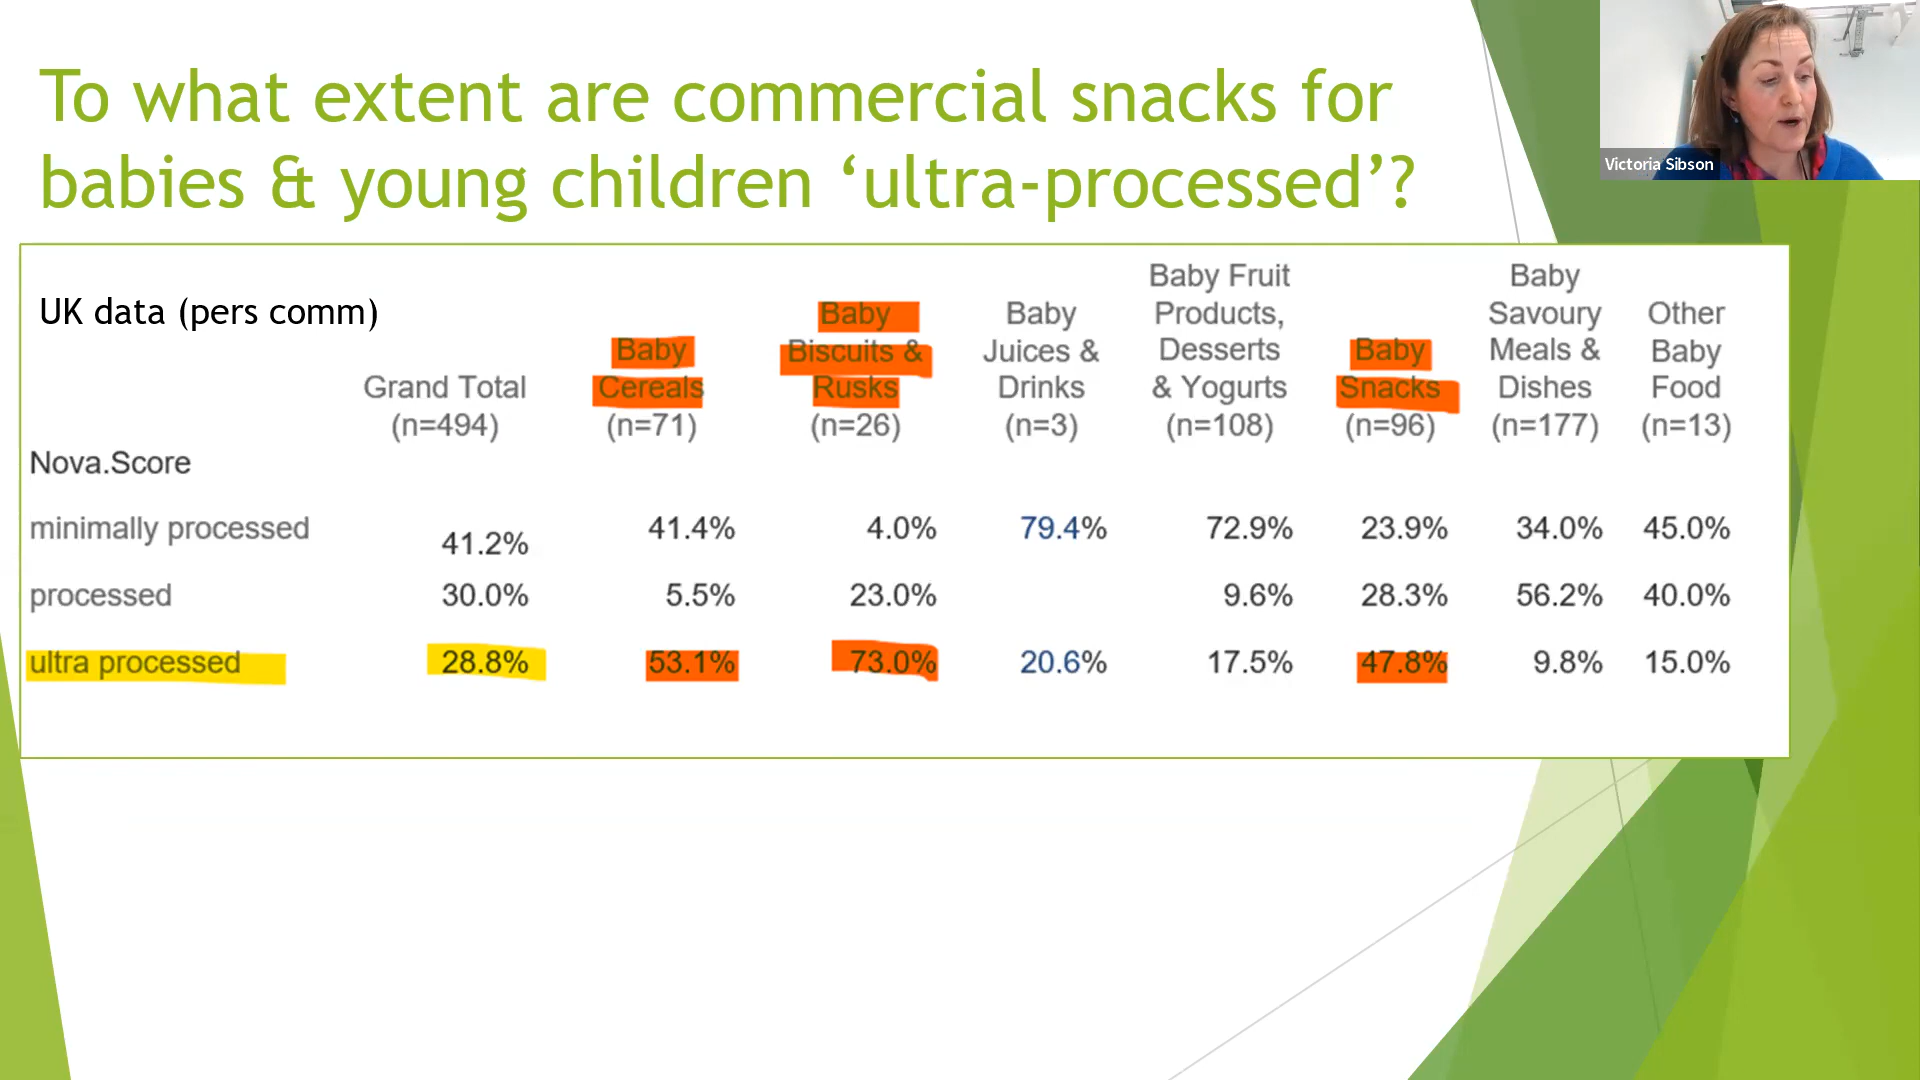 To what extent are commercial snacks for
babies & young children ‘ultra-processed’?
Victoria Sibson
UK data (pers comm)
Grand Total
(n=494)
Baby
Cereals
(n=71)
Baby
Biscuits &
Rusks
(n=26)
Baby
Juices &
Drinks
(n=3)
Baby Fruit
Products,
Desserts
& Yogurts
(n=108)
Baby
Snacks
(n=96)
Baby
Savoury
Meals &
Dishes
(n=177)
Other
Baby
Food
(n=13)
Nova.Score
minimally processed 41.2% 41.4% 4.0% 79.4% 72.9% 23.9% 34.0% 45.0%
processed 30.0% 5.5% 23.0% 9.6% 28.3% 56.2% 40.0%
ultra processed 28.8% 53.1% 73.0% 20.6% 17.5% 47.8% 9.8% 15.0%